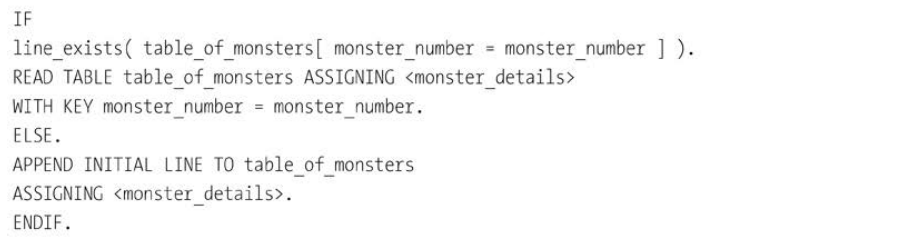 IF
line_exists( table_of_monsters[ monster_number = monster_number ] ).
READ TABLE table_of_monsters ASSIGNING <monster_details>
WITH KEY monster_number = monster_number.
ELSE.
APPEND INITIAL LINE TO table_of_monsters
ASSIGNING <monster_details>.
ENDIF.